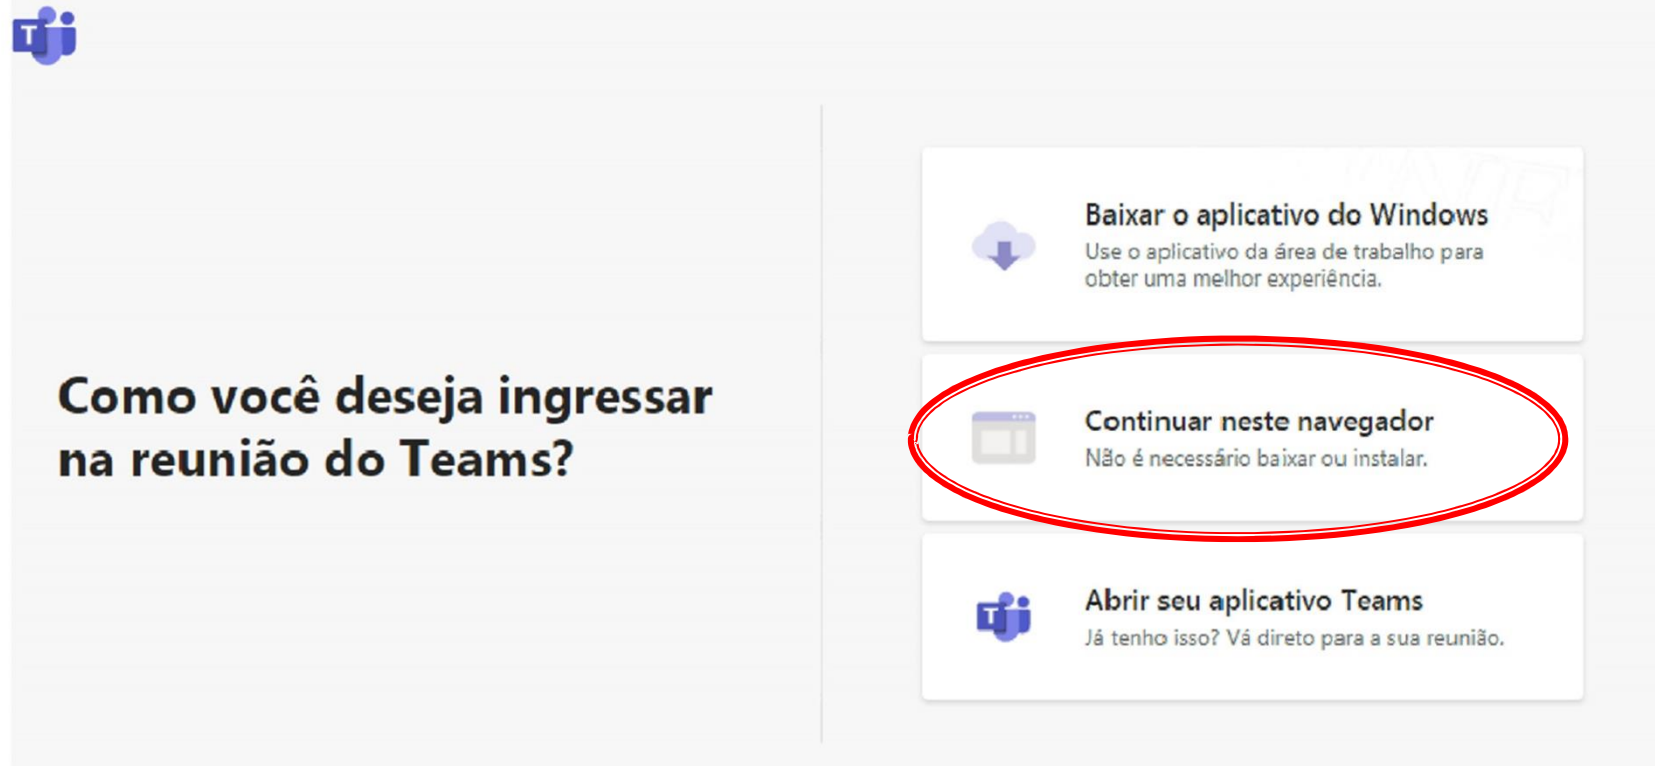 Como você deseja ingressar
na reunião do Teams?
Baixar o aplicativo do Windows
Use o aplicativo da área de trabalho para
obter uma melhor experiência.
Continuar neste navegador
Não é necessário baixar ou instalar.
Abrir seu aplicativo Teams
Já tenho isso? Vá direto para a sua reunião.